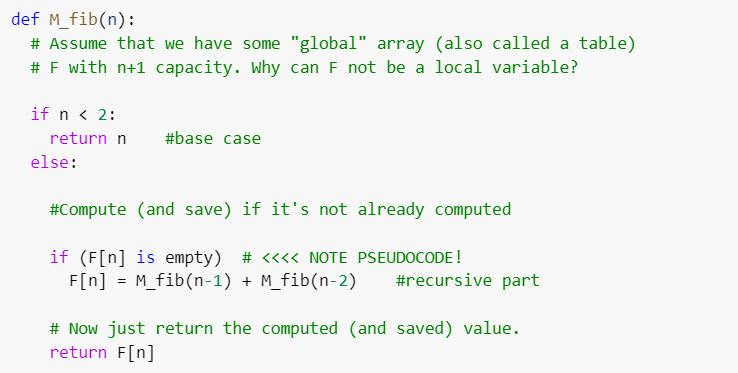 def M_fib(n):
# Assume that we have some "global" array (also called a table)
# F with n+1 capacity. Why can F not be a local variable?
if n < 2:
return n    #base case
else:
#Compute (and save) if it's not already computed
if (F[n] is empty)  # <<<< NOTE PSEUDOCODE!
F[n] = M_fib(n-1) + M_fib(n-2)    #recursive part
# Now just return the computed (and saved) value.
return F[n]